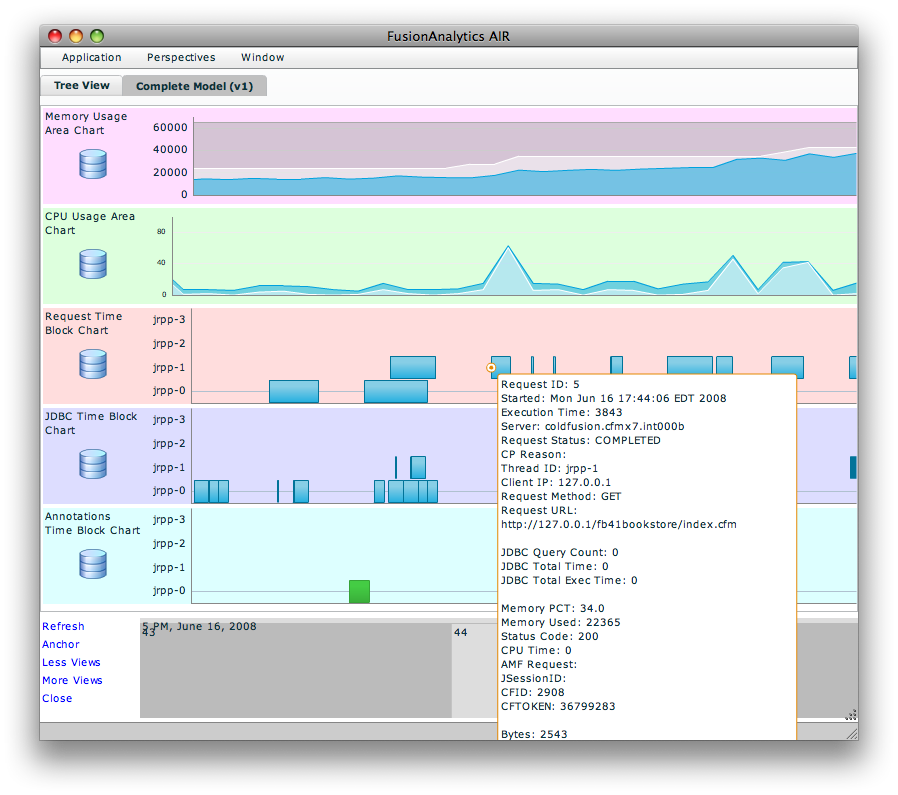 FusionAnalytics AIR
Application Perspectives Window
Tree View Complete Model (v1)
Memory Usage
Area Chart
60000
40000
20000
0
CPU Usage Area
Chart
80
40
0
Request Time
Block Chart
jrpp-3
jrpp-2
jrpp-1
jrpp-0
JDBC Time Block
Chart
jrpp-3
jrpp-2
jrpp-1
jrpp-0
Annotations
Time Block Chart
jrpp-3
jrpp-2
jrpp-1
jrpp-0
Request ID: 5
Started: Mon Jun 16 17:44:06 EDT 2008
Execution Time: 3843
Server: coldfusion.cfmx7.int000b
Request Status: COMPLETED
CP Reason:
Thread ID: jrpp-1
Client IP: 127.0.0.1
Request Method: GET
Request URL:
http://127.0.0.1/fb41bookstore/index.cfm
JDBC Query Count: 0
JDBC Total Time: 0
JDBC Total Exec Time: 0
Memory PCT: 34.0
Memory Used: 22365
Status Code: 200
CPU Time: 0
AMF Request:
JSessionID:
CFID: 2908
CFTOKEN: 36799283
Bytes: 2543
Refresh
Anchor
Less Views
More Views
Close
5 PM, June 16, 2008
43
44